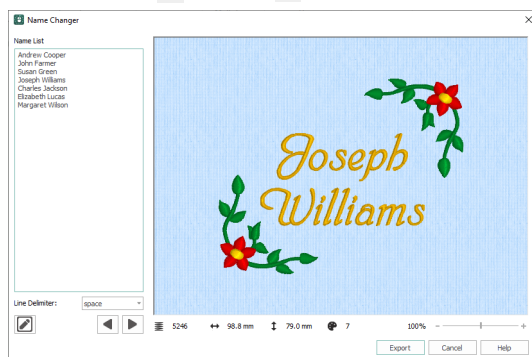 Name Changer
Name List
Andrew Cooper
John Farmer
Susan Green
Joseph Williams
Charles Jackson
Elizabeth Lucas
Margaret Wilson
Joseph
Williams
Line Delimiter: space
5246 98.8 mm 79.0 mm 7 100% - +
Export Cancel Help